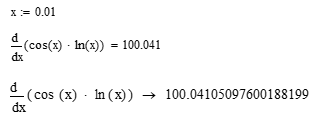 x := 0.01
d/dx (cos(x) · ln(x)) = 100.041
d/dx (cos (x) · ln (x)) → 100.04105097600188199